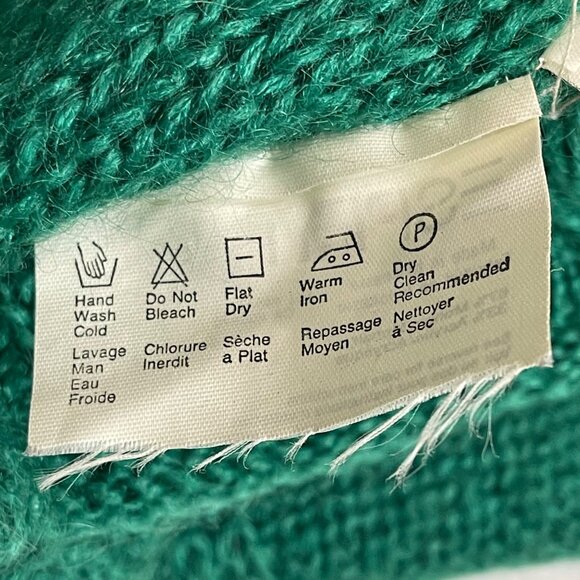 P
Hand
Wash
Cold
Do Not
Bleach
Flat
Dry
Warm
Iron
Dry
Clean
Recommended
Lavage
Man
Eau
Froide
Chlorure
Inerdit
Sèche
a Plat
Repassage
Moyen
Nettoyer
à Sec